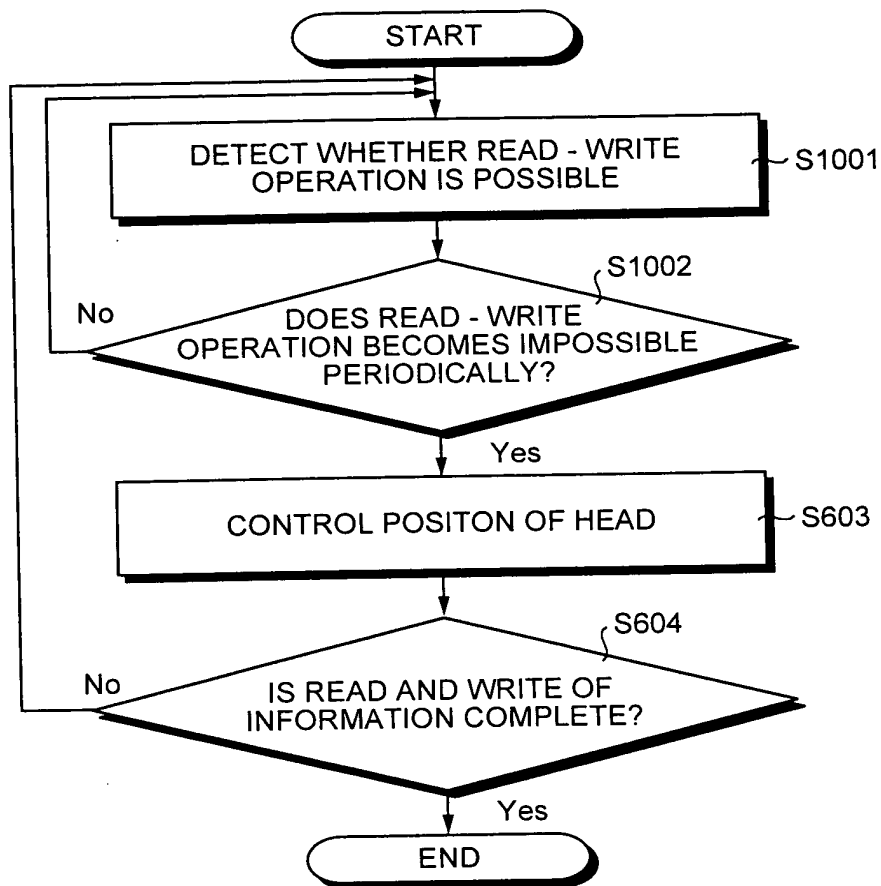 START
DETECT WHETHER READ - WRITE
OPERATION IS POSSIBLE
S1001
S1002
No
DOES READ - WRITE
OPERATION BECOMES IMPOSSIBLE
PERIODICALLY?
Yes
CONTROL POSITON OF HEAD
S603
S604
No
IS READ AND WRITE OF
INFORMATION COMPLETE?
Yes
END